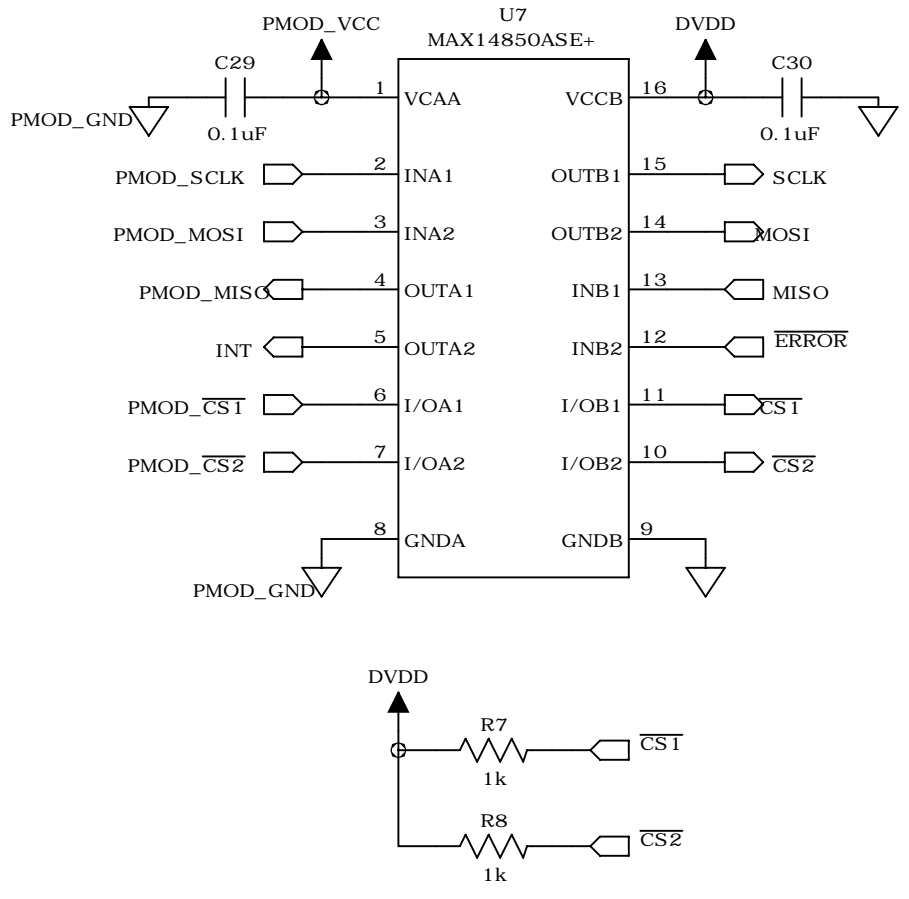 U7
MAX14850ASE+
PMOD_VCC
DVDD
C29
C30
1
VCAA
VCCB
16
PMOD_GND
0.1uF
0.1uF
PMOD_SCLK
2
INA1
OUTB1
15
SCLK
PMOD_MOSI
3
INA2
OUTB2
14
MOSI
PMOD_MISO
4
OUTA1
INB1
13
MISO
INT
5
OUTA2
INB2
12
ERROR
PMOD_CS1
6
I/OA1
I/OB1
11
CS1
PMOD_CS2
7
I/OA2
I/OB2
10
CS2
8
GNDA
GNDB
9
PMOD_GND
DVDD
R7
CS1
1k
R8
CS2
1k